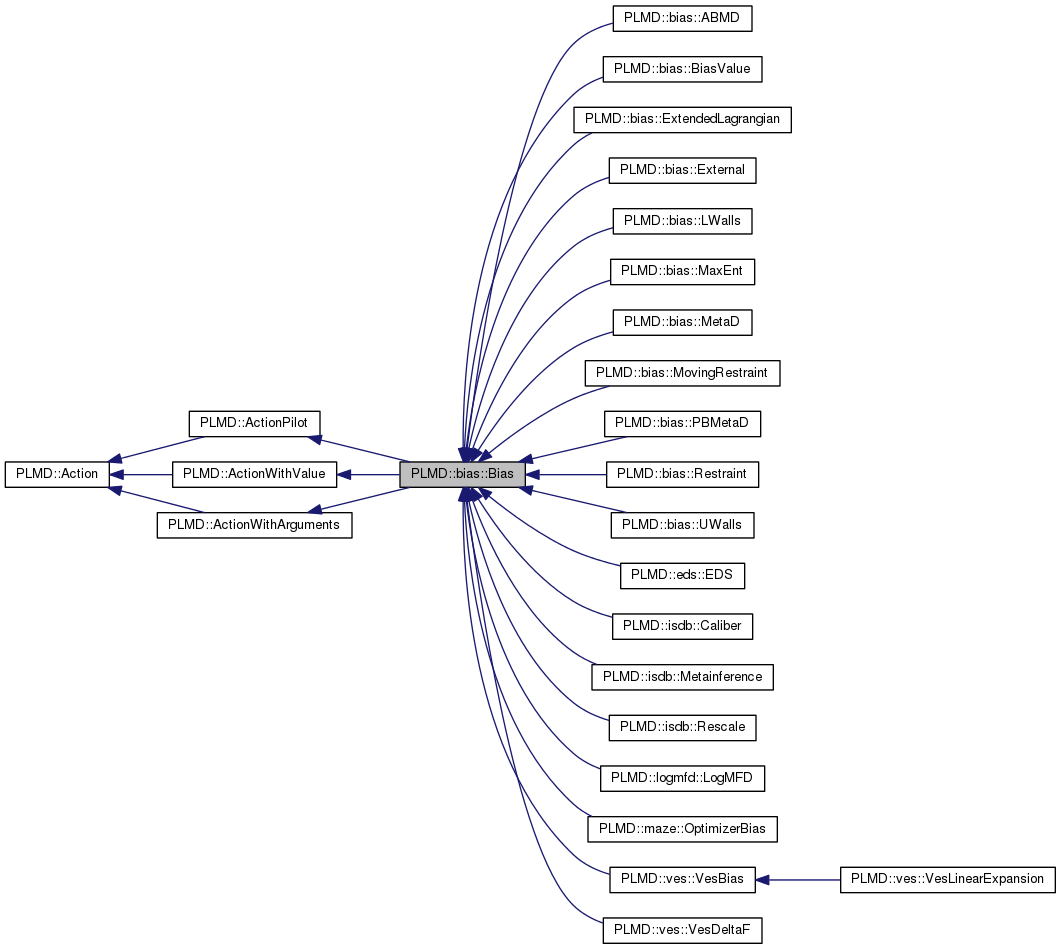 PLMD::bias::ABMD
PLMD::bias::BiasValue
PLMD::bias::ExtendedLagrangian
PLMD::bias::External
PLMD::bias::LWalls
PLMD::bias::MaxEnt
PLMD::bias::MetaD
PLMD::bias::MovingRestraint
PLMD::ActionPilot
PLMD::bias::PBMetaD
PLMD::Action
PLMD::ActionWithValue
PLMD::bias::Bias
PLMD::bias::Restraint
PLMD::ActionWithArguments
PLMD::bias::UWalls
PLMD::eds::EDS
PLMD::isdb::Caliber
PLMD::isdb::Metainference
PLMD::isdb::Rescale
PLMD::logmfd::LogMFD
PLMD::maze::OptimizerBias
PLMD::ves::VesBias
PLMD::ves::VesLinearExpansion
PLMD::ves::VesDeltaF